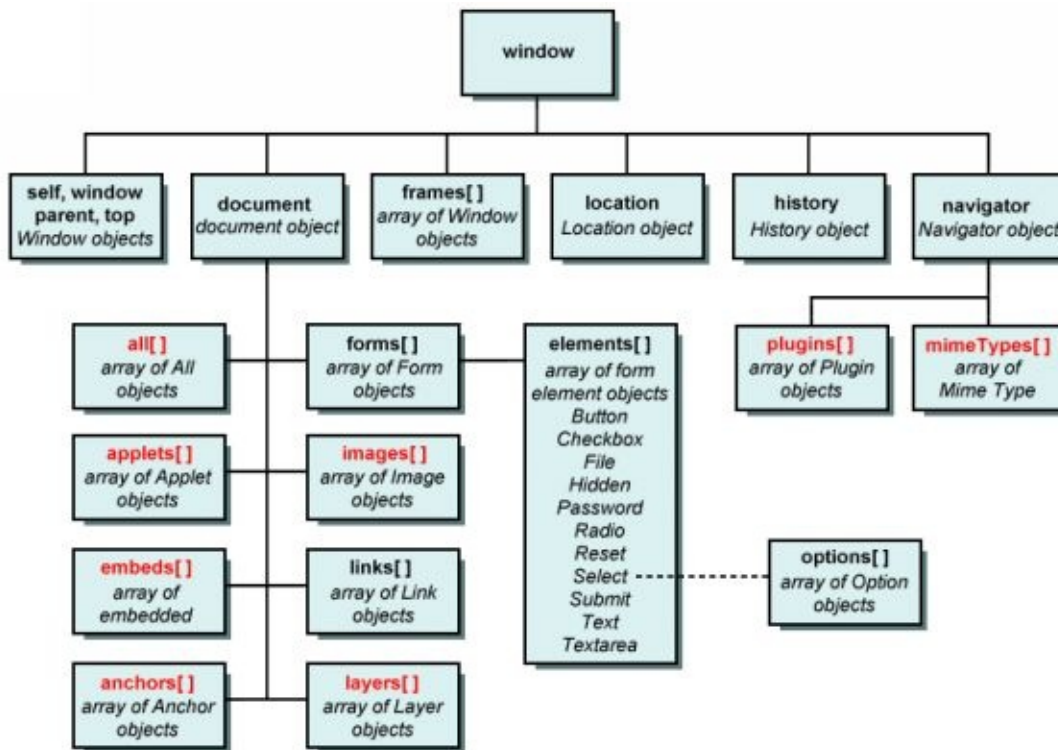 window
self, window
parent, top
Window objects
document
document object
frames[ ]
array of Window
objects
location
Location object
history
History object
navigator
Navigator object
all[ ]
array of All
objects
forms[ ]
array of Form
objects
elements[ ]
array of form
element objects
Button
Checkbox
File
Hidden
Password
Radio
Reset
Select
Submit
Text
Textarea
plugins[ ]
array of Plugin
objects
mimeTypes[ ]
array of
Mime Type
applets[ ]
array of Applet
objects
images[ ]
array of Image
objects
embeds[ ]
array of
embedded
links[ ]
array of Link
objects
options[ ]
array of Option
objects
anchors[ ]
array of Anchor
objects
layers[ ]
array of Layer
objects